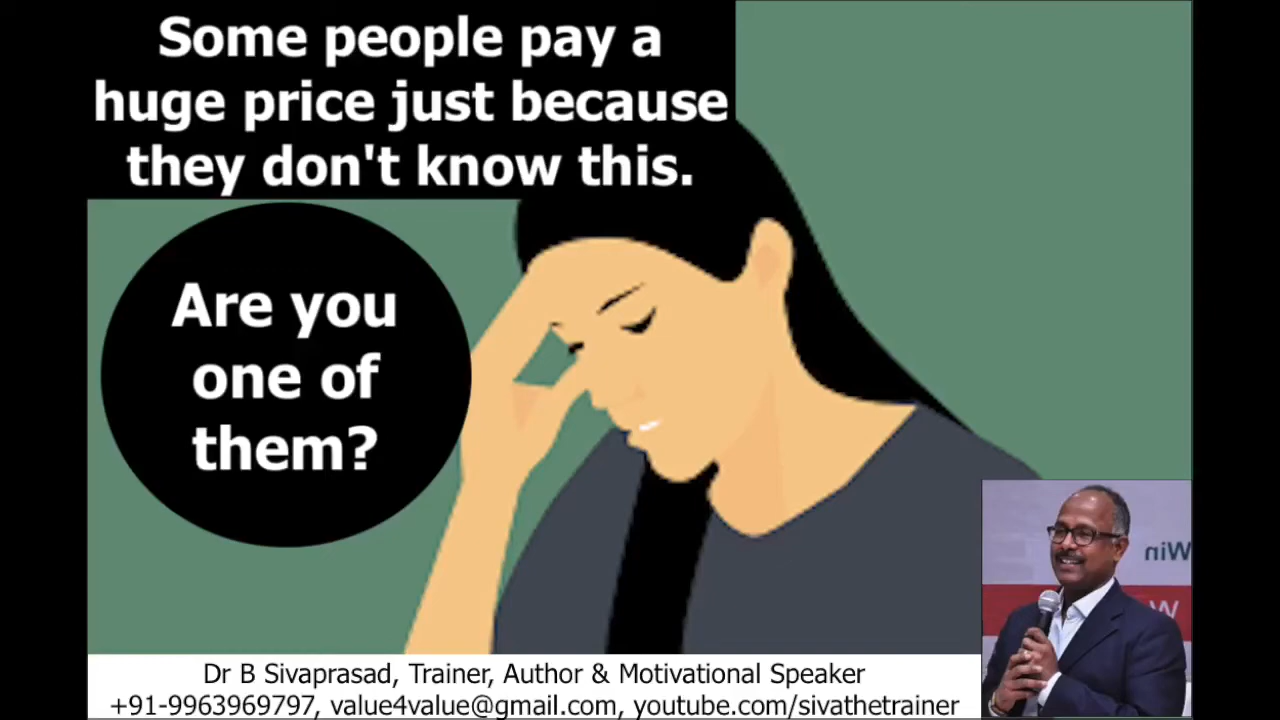 Some people pay a
huge price just because
they don't know this.
Are you
one of
them?
Win
W
Dr B Sivaprasad, Trainer, Author & Motivational Speaker
+91-9963969797, value4value@gmail.com, youtube.com/sivathetrainer